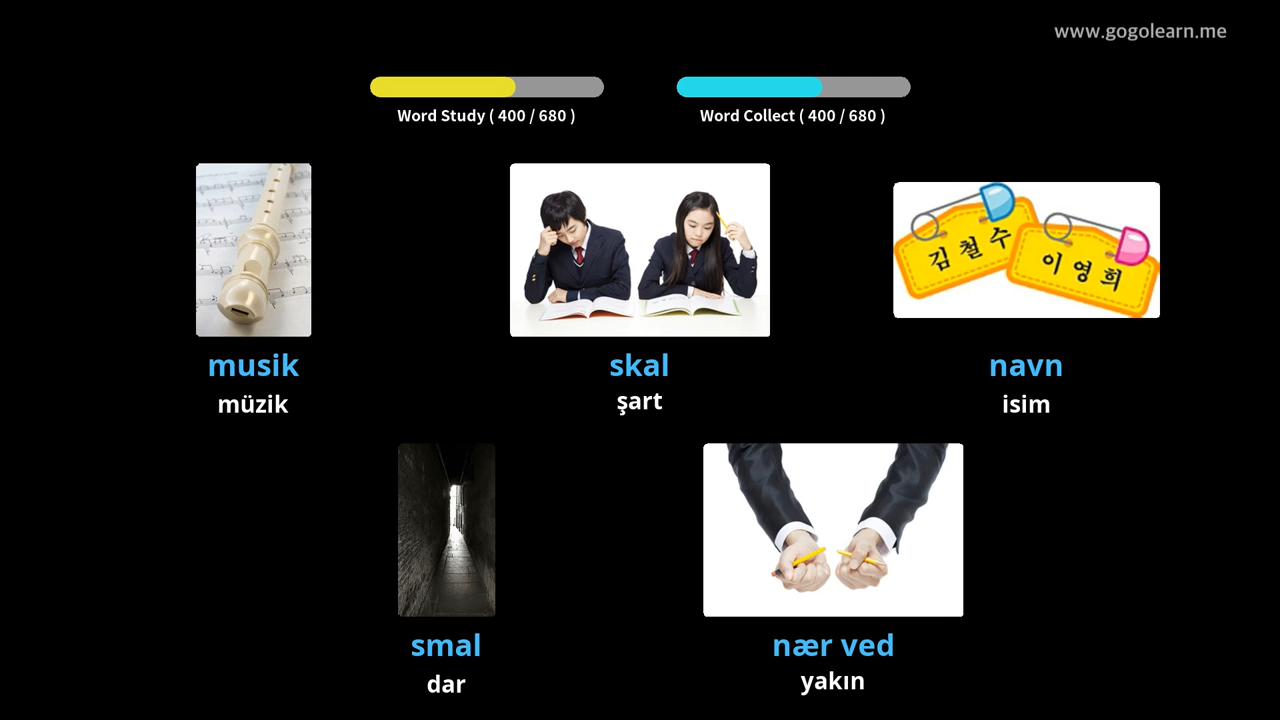 www.gogolearn.me
Word Study ( 400 / 680 )
Word Collect ( 400 / 680 )
김철수
이영희
musik
müzik
skal
şart
navn
isim
smal
dar
nær ved
yakın